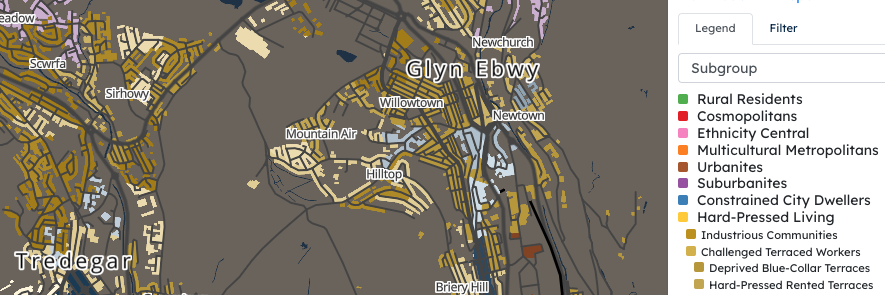 eadow
Scwrfa
Sirhowy
Newchurch
Glyn Ebwy
Willowtown
Newtown
Mountain Air
Hilltop
Tredegar
Briery Hill
Legend
Filter
Subgroup
Rural Residents
Cosmopolitans
Ethnicity Central
Multicultural Metropolitans
Urbanites
Suburbanites
Constrained City Dwellers
Hard-Pressed Living
Industrious Communities
Challenged Terraced Workers
Deprived Blue-Collar Terraces
Hard-Pressed Rented Terraces